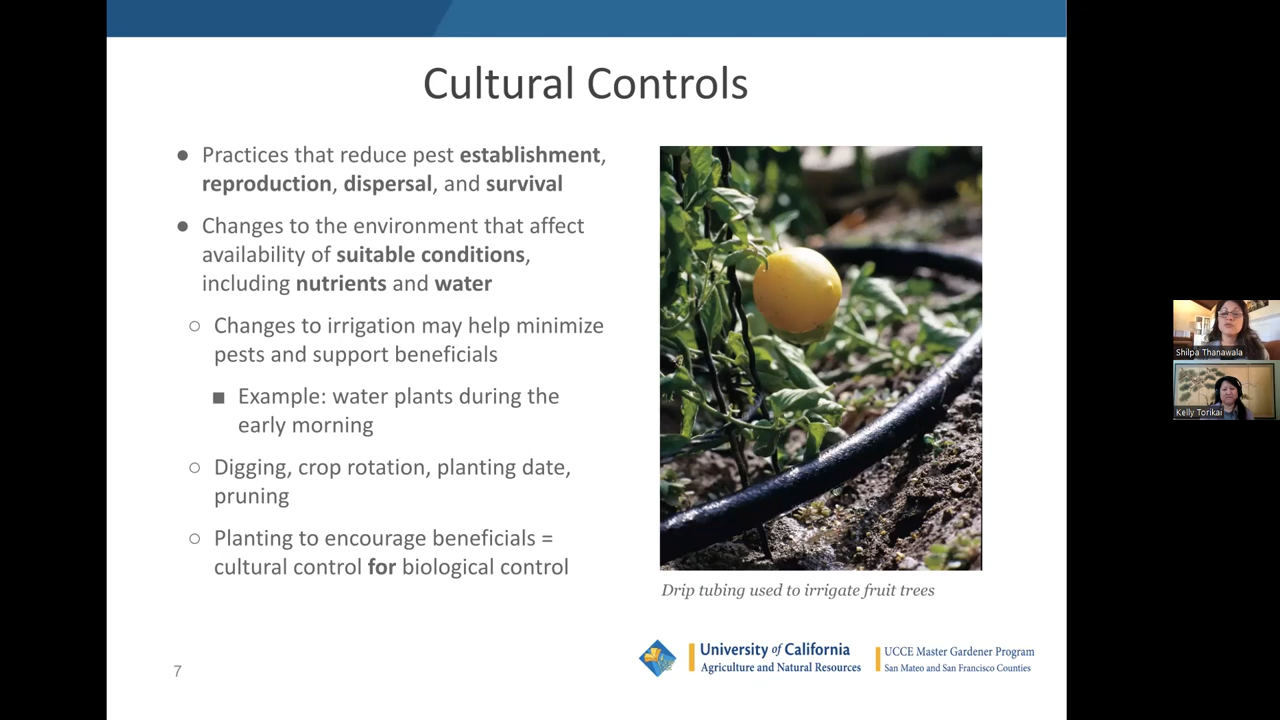 Cultural Controls
● Practices that reduce pest establishment,
reproduction, dispersal, and survival
● Changes to the environment that affect
availability of suitable conditions,
including nutrients and water
○ Changes to irrigation may help minimize
pests and support beneficials
■ Example: water plants during the
early morning
○ Digging, crop rotation, planting date,
pruning
○ Planting to encourage beneficials =
cultural control for biological control
Drip tubing used to irrigate fruit trees
University of California
Agriculture and Natural Resources
UCCE Master Gardener Program
San Mateo and San Francisco Counties
7
Shilpa Thanawala
Kelly Torikai